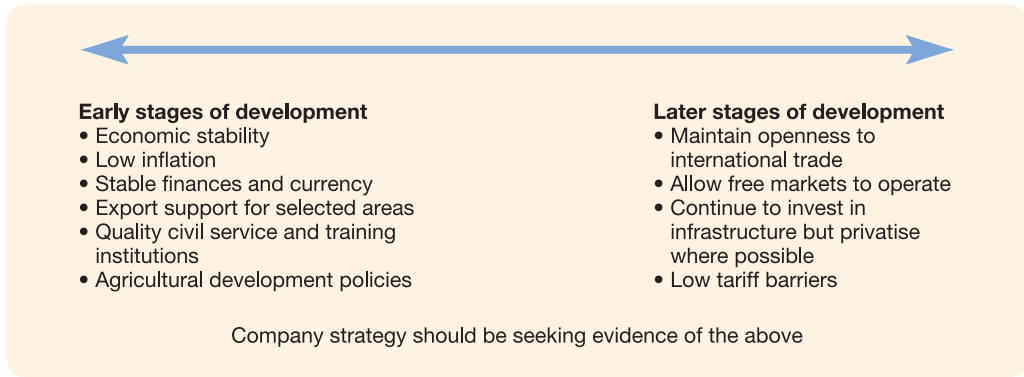 Early stages of development
• Economic stability
• Low inflation
• Stable finances and currency
• Export support for selected areas
• Quality civil service and training
institutions
• Agricultural development policies
Later stages of development
• Maintain openness to
international trade
• Allow free markets to operate
• Continue to invest in
infrastructure but privatise
where possible
• Low tariff barriers
Company strategy should be seeking evidence of the above